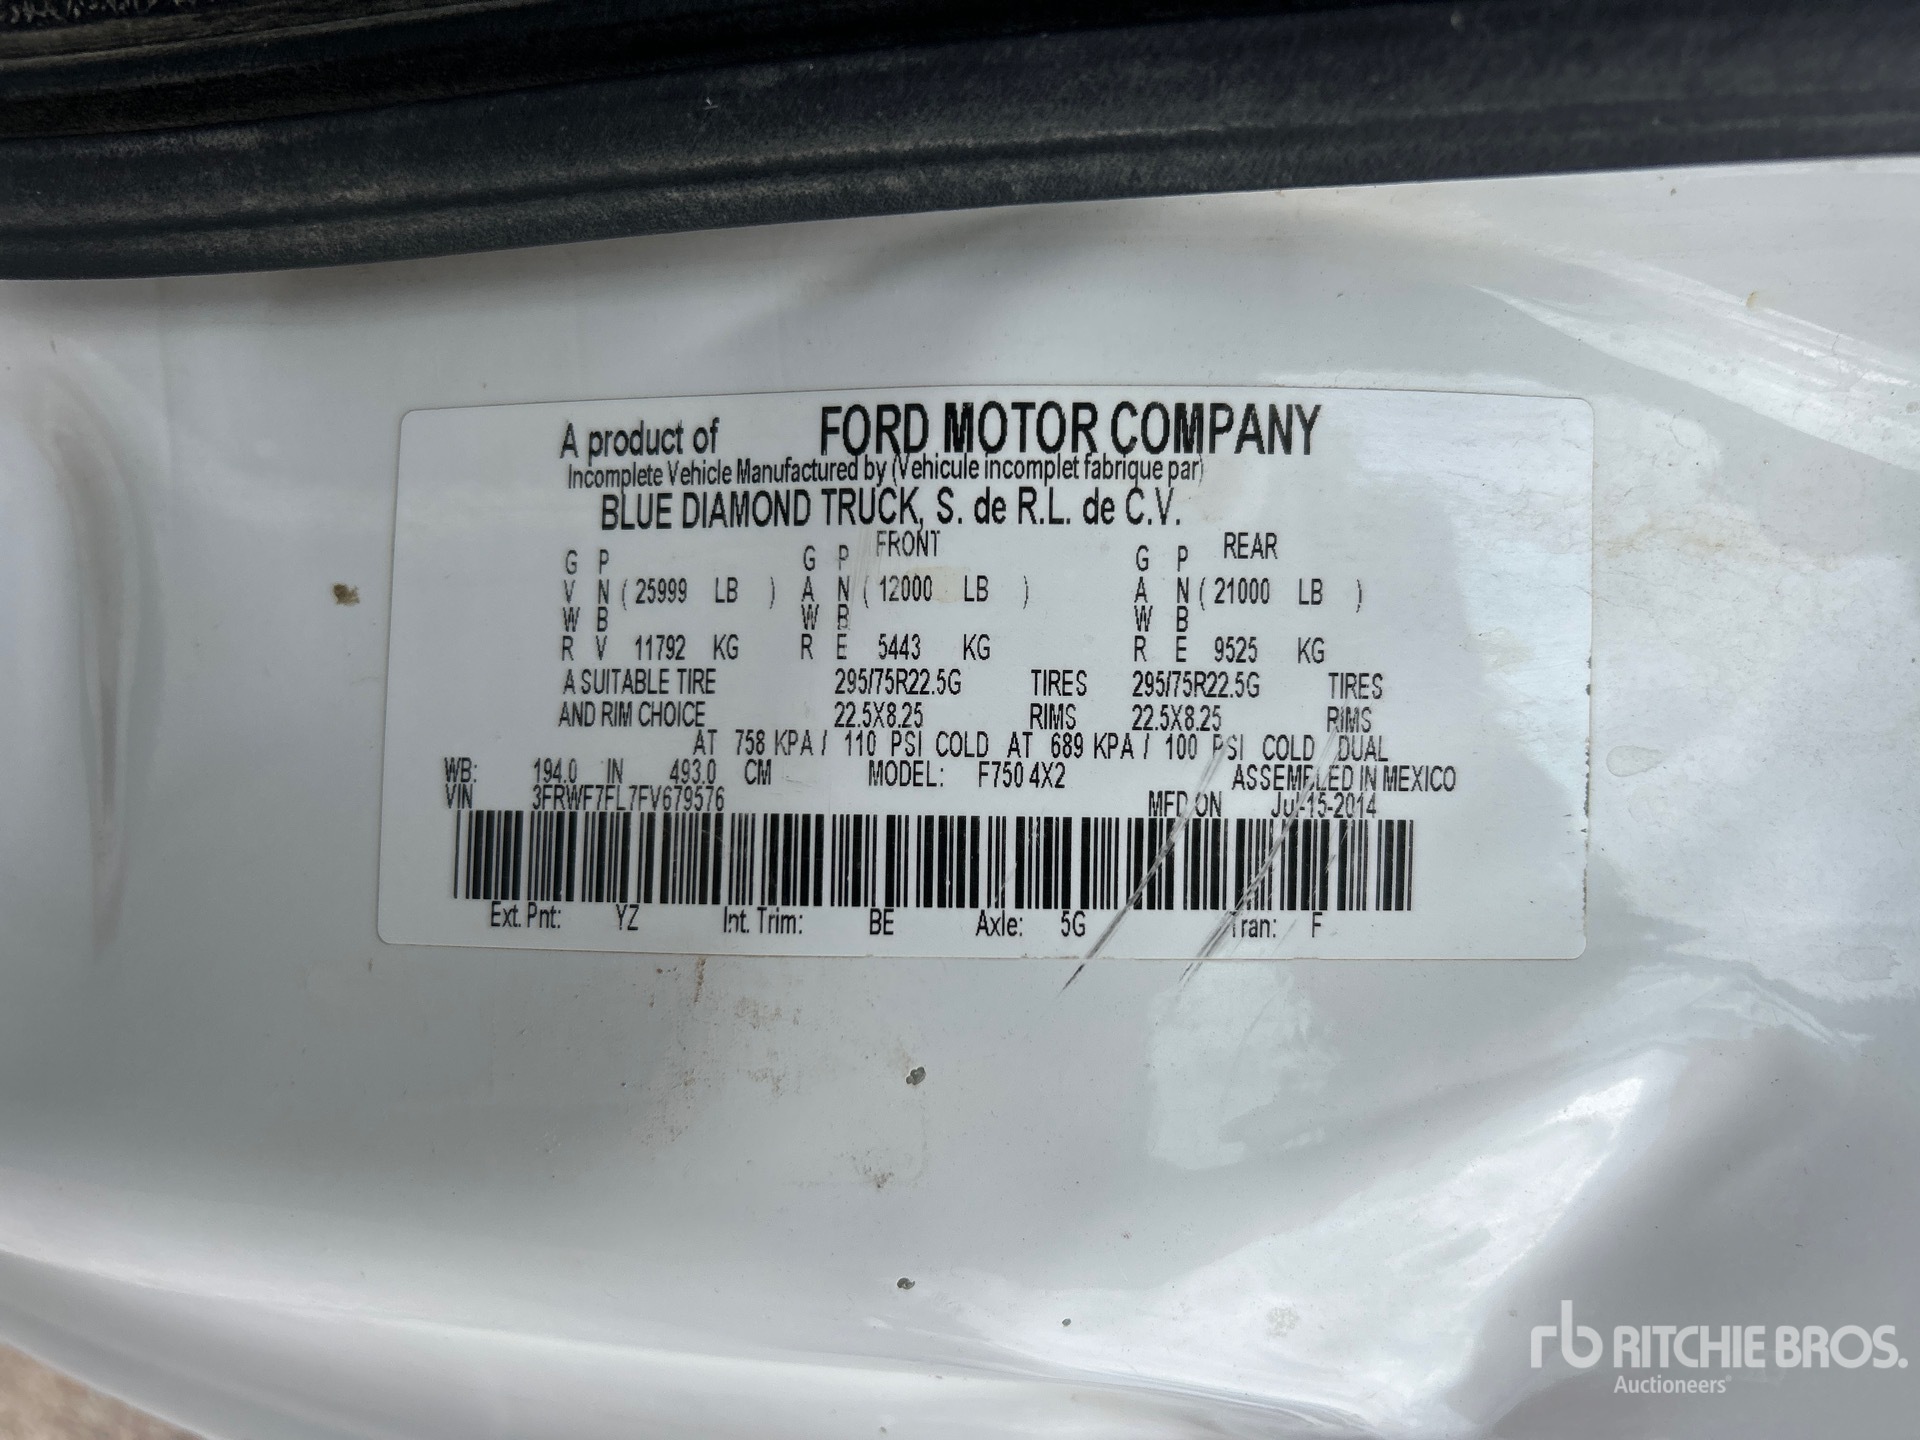 A product of FORD MOTOR COMPANY
Incomplete Vehicle Manufactured by (Vehicule incomplet fabrique par)
BLUE DIAMOND TRUCK, S. de R.L. de C.V.
FRONT REAR
G P G P G P
V N ( 25999 LB ) A N ( 12000 LB ) A N ( 21000 LB )
W B W B W B
R V 11792 KG R E 5443 KG R E 9525 KG
A SUITABLE TIRE 295/75R22.5G TIRES 295/75R22.5G TIRES
AND RIM CHOICE 22.5X8.25 RIMS 22.5X8.25 RIMS
AT 758 KPA / 110 PSI COLD AT 689 KPA / 100 PSI COLD DUAL
WB: 194.0 IN 493.0 CM MODEL: F750 4X2 ASSEMBLED IN MEXICO
VIN 3FRWF7FL7FV679576 MFD ON Jul-15-2014
Ext. Pnt: YZ Int. Trim: BE Axle: 5G Tran: F
rb RITCHIE BROS.
Auctioneers